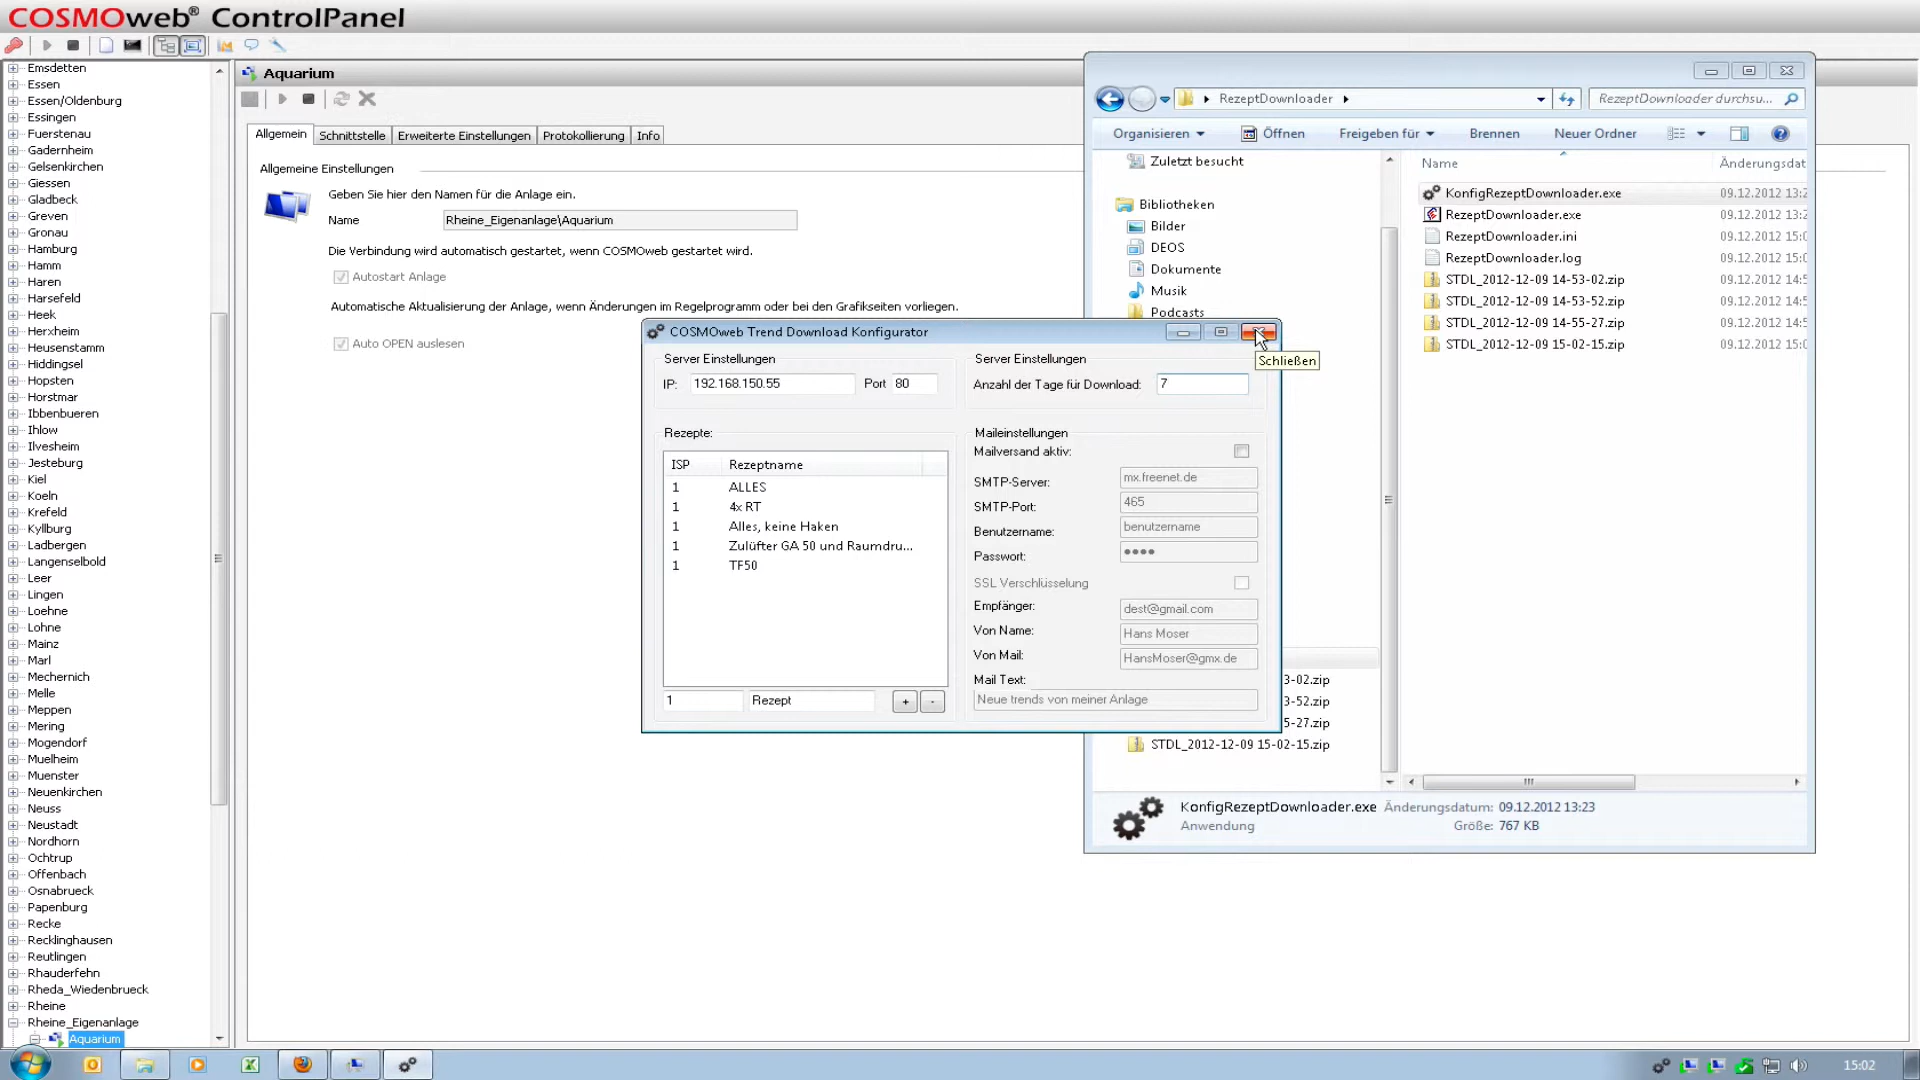 COSMOweb® ControlPanel
Emsdetten
Essen
Essen/Oldenburg
Essingen
Fuerstenau
Gadernheim
Gelsenkirchen
Giessen
Gladbeck
Greven
Gronau
Hamburg
Hamm
Haren
Harsefeld
Heek
Herxheim
Heusenstamm
Hiddingsel
Hopsten
Horstmar
Ibbenbueren
Ihlow
Ilvesheim
Jesteburg
Kiel
Koeln
Krefeld
Kyllburg
Ladbergen
Langenselbold
Leer
Lingen
Loehne
Lohne
Mainz
Marl
Mechernich
Melle
Meppen
Mering
Mogendorf
Muelheim
Muenster
Neuenkirchen
Neuss
Neustadt
Nordhorn
Ochtrup
Offenbach
Osnabrueck
Papenburg
Recke
Recklinghausen
Reutlingen
Rhauderfehn
Rheda_Wiedenbrueck
Rheine
Rheine_Eigenanlage
Aquarium
Aquarium
Allgemein Schnittstelle Erweiterte Einstellungen Protokollierung Info
Allgemeine Einstellungen
Geben Sie hier den Namen für die Anlage ein.
Name Rheine_Eigenanlage\Aquarium
Die Verbindung wird automatisch gestartet, wenn COSMOweb gestartet wird.
Autostart Anlage
Automatische Aktualisierung der Anlage, wenn Änderungen im Regelprogramm oder bei den Grafikseiten vorliegen.
Auto OPEN auslesen
COSMOweb Trend Download Konfigurator
Schließen
Server Einstellungen
IP: 192.168.150.55 Port 80
Server Einstellungen
Anzahl der Tage für Download: 7
Rezepte:
ISP Rezeptname
1 ALLES
1 4x RT
1 Alles, keine Haken
1 Zulüfter GA 50 und Raumdru...
1 TF50
1 Rezept + -
Maileinstellungen
Mailversand aktiv:
SMTP-Server: mx.freenet.de
SMTP-Port: 465
Benutzername: benutzername
Passwort: ●●●●
SSL Verschlüsselung
Empfänger: dest@gmail.com
Von Name: Hans Moser
Von Mail: HansMoser@gmx.de
Mail Text:
Neue trends von meiner Anlage
RezeptDownloader
RezeptDownloader durchsu...
Organisieren Öffnen Freigeben für Brennen Neuer Ordner
Zuletzt besucht
Bibliotheken
Bilder
DEOS
Dokumente
Musik
Podcasts
3-02.zip
3-52.zip
5-27.zip
STDL_2012-12-09 15-02-15.zip
Name Änderungsdat
KonfigRezeptDownloader.exe 09.12.2012 13:2
RezeptDownloader.exe 09.12.2012 13:2
RezeptDownloader.ini 09.12.2012 15:0
RezeptDownloader.log 09.12.2012 15:0
STDL_2012-12-09 14-53-02.zip 09.12.2012 14:5
STDL_2012-12-09 14-53-52.zip 09.12.2012 14:5
STDL_2012-12-09 14-55-27.zip 09.12.2012 14:5
STDL_2012-12-09 15-02-15.zip 09.12.2012 15:0
KonfigRezeptDownloader.exe Änderungsdatum: 09.12.2012 13:23
Anwendung Größe: 767 KB
15:02